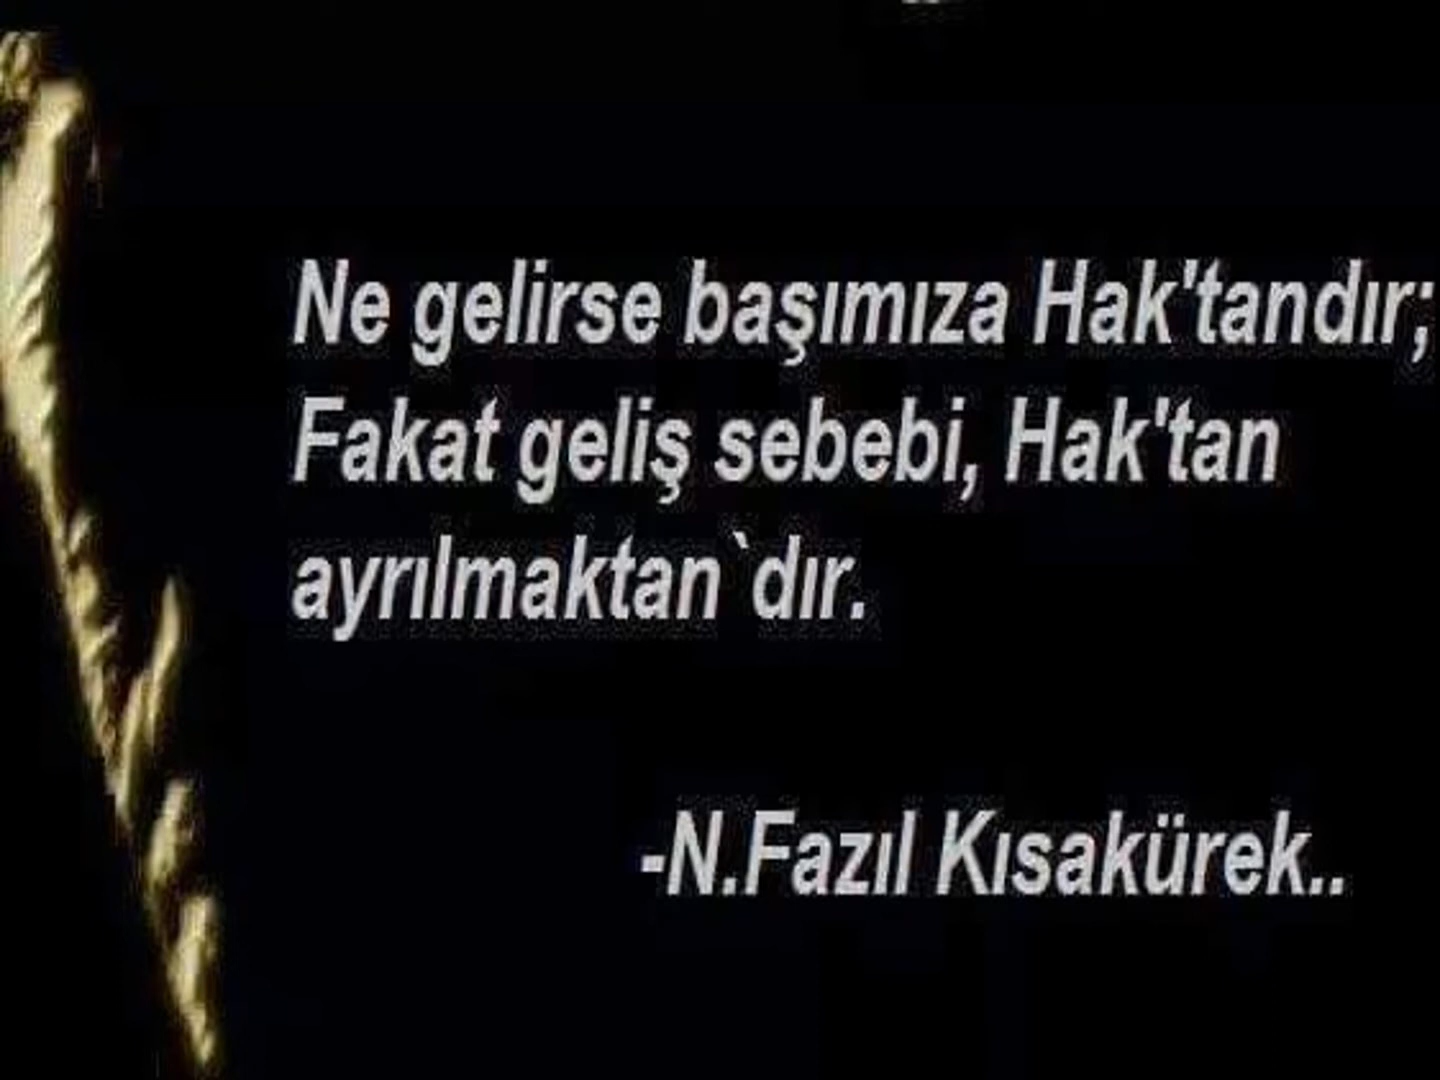 Ne gelirse başımıza Hak'tandır;
Fakat geliş sebebi, Hak'tan
ayrılmaktan`dır.
-N.Fazıl Kısakürek..